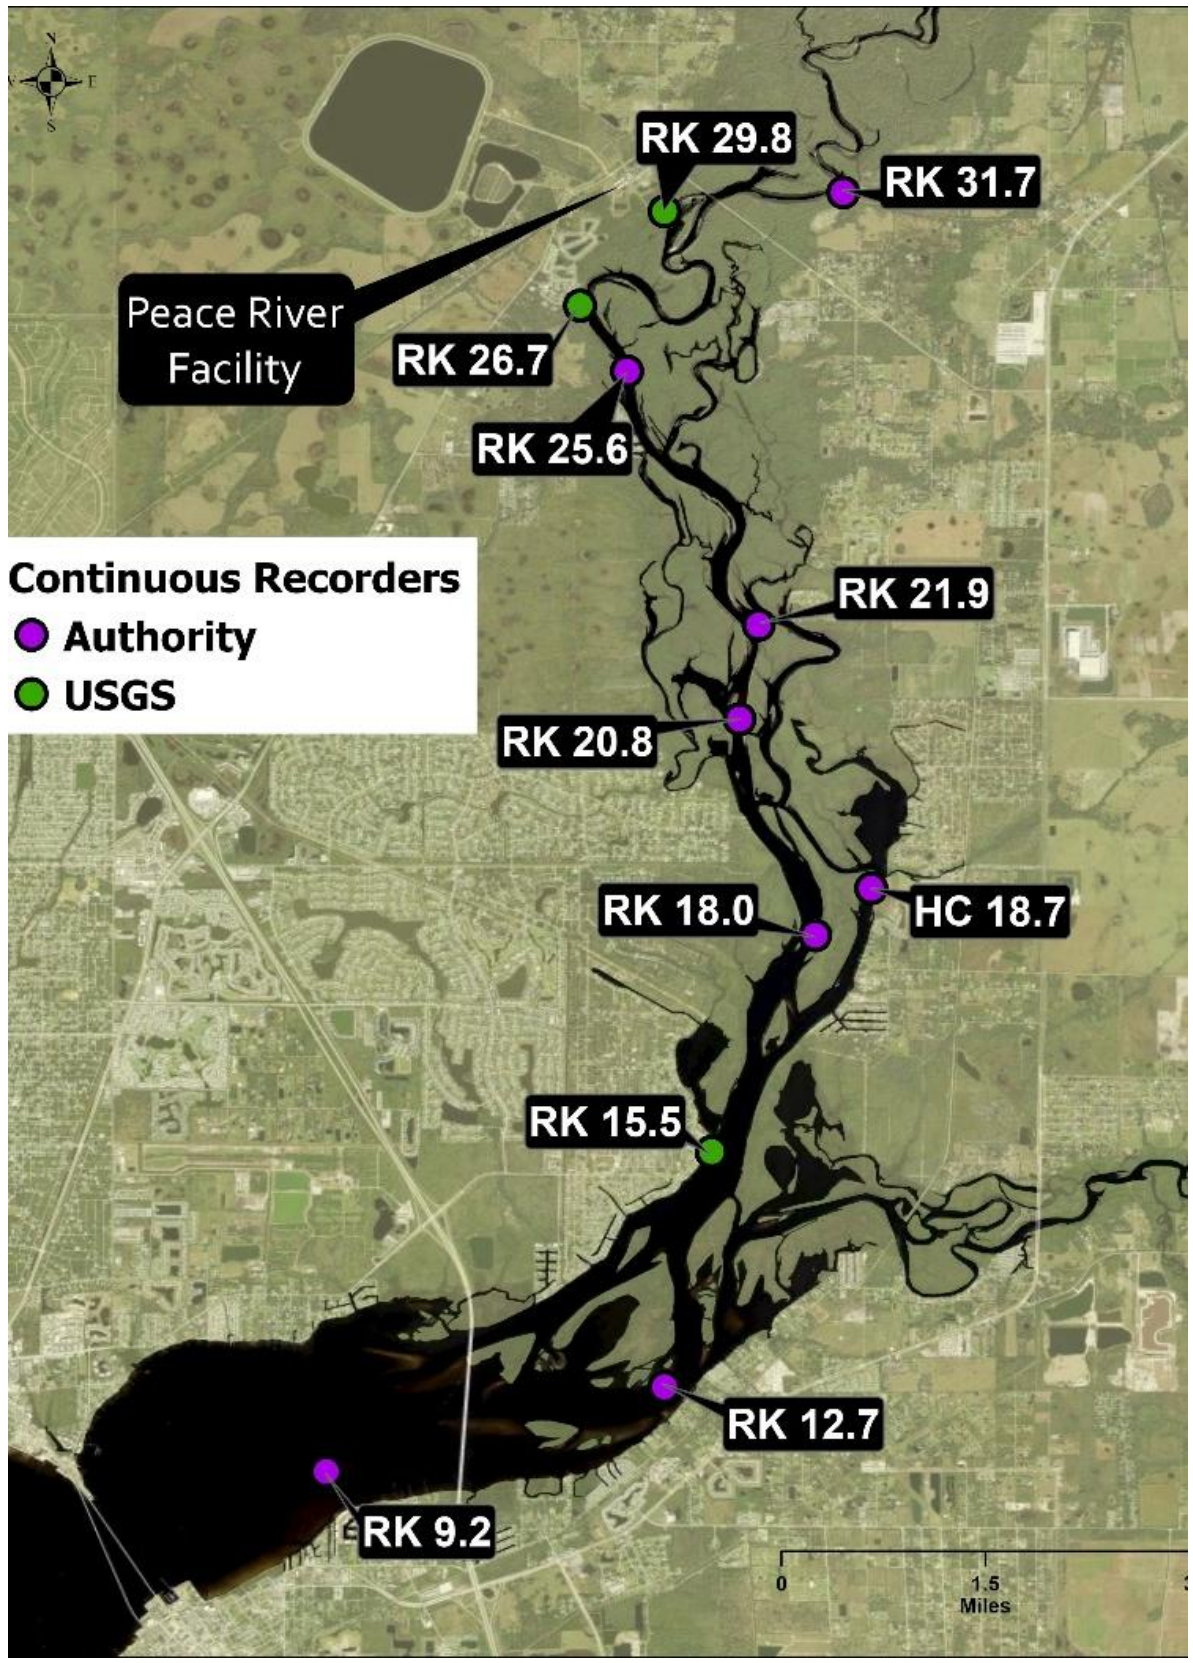 N
E
S
RK 29.8
RK 31.7
Peace River
Facility
RK 26.7
RK 25.6
Continuous Recorders
Authority
USGS
RK 21.9
RK 20.8
RK 18.0
HC 18.7
RK 15.5
RK 12.7
RK 9.2
0
1.5
Miles